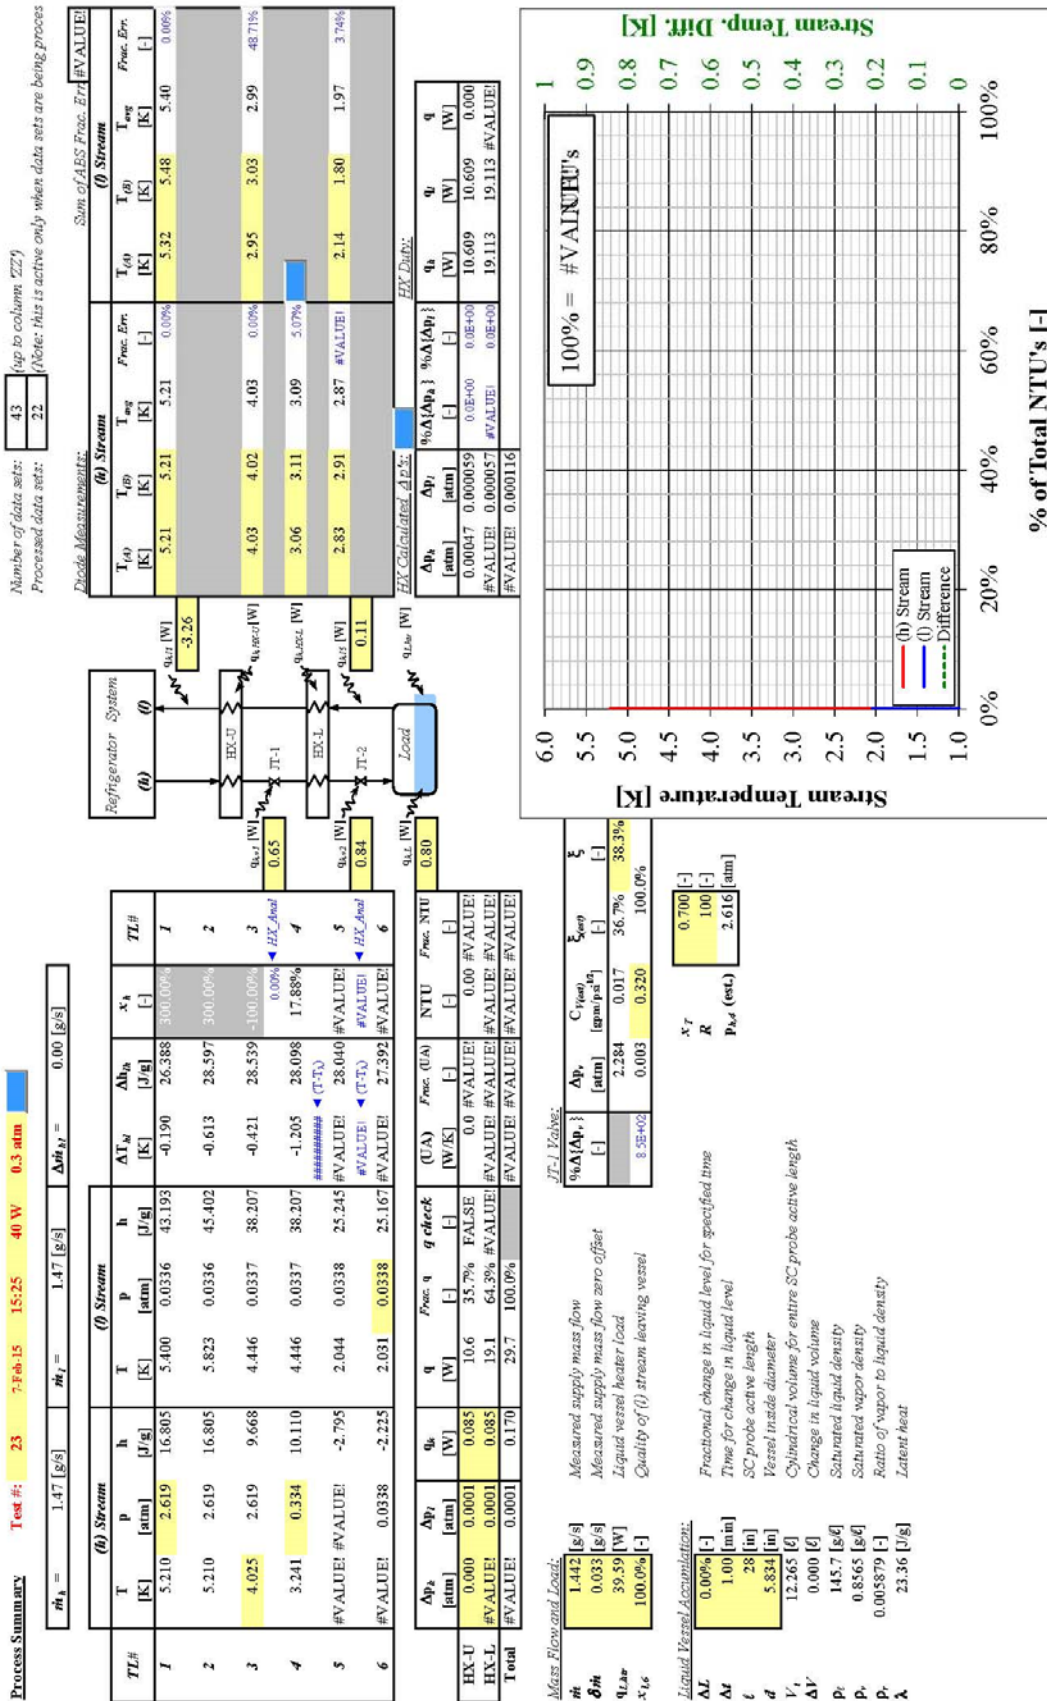 Process Summary Test #: 23 7-Feb-15 15:25 40 W 0.3 atm
ṁh = 1.47 [g/s] ṁl = 1.47 [g/s] Δṁhl = 0.00 [g/s]
(h) Stream (l) Stream
TL# T p h T p h ΔThl Δhlh xh TL#
[K] [atm] [J/g] [K] [atm] [J/g] [K] [J/g] [-]
1 5.210 2.619 16.805 5.400 0.0336 43.193 -0.190 26.388 300.00% 1
2 5.210 2.619 16.805 5.823 0.0336 45.402 -0.613 28.597 300.00% 2
3 4.025 2.619 9.668 4.446 0.0337 38.207 -0.421 28.539 -100.00% 3
0.00% ◄ HX_Anal
4 3.241 0.334 10.110 4.446 0.0337 38.207 -1.205 28.098 17.88% 4
########## ◄ (T-Tλ)
5 #VALUE! #VALUE! -2.795 2.044 0.0338 25.245 #VALUE! 28.040 #VALUE! 5
#VALUE! ◄ (T-Tλ) #VALUE! ◄ HX_Anal
6 #VALUE! 0.0338 -2.225 2.031 0.0338 25.167 #VALUE! 27.392 #VALUE! 6
Δph Δpl qk q Frac. q q check (UA) Frac. (UA) NTU Frac. NTU
[atm] [atm] [W] [W] [-] [-] [W/K] [-] [-] [-]
HX-U 0.000 0.0001 0.085 10.6 35.7% FALSE 0.0 #VALUE! 0.00 #VALUE!
HX-L #VALUE! 0.0001 0.085 19.1 64.3% #VALUE! #VALUE! #VALUE! #VALUE! #VALUE!
Total #VALUE! 0.0001 0.170 29.7 100.0% #VALUE! #VALUE! #VALUE! #VALUE!
Mass Flow and Load:
ṁ 1.442 [g/s] Measured supply mass flow
δṁ 0.033 [g/s] Measured supply mass flow zero offset
qL,htr 39.59 [W] Liquid vessel heater load
xl,6 100.0% [-] Quality of (l) stream leaving vessel
Liquid Vessel Accumlation:
ΔL 0.00% [-] Fractional change in liquid level for specified time
Δt 1.00 [min] Time for change in liquid level
ℓ 28 [in] SC probe active length
d 5.834 [in] Vessel inside diameter
V, 12.265 [ℓ] Cylindrical volume for entire SC probe active length
ΔV 0.000 [ℓ] Change in liquid volume
ρℓ 145.7 [g/ℓ] Saturated liquid density
ρv 0.8565 [g/ℓ] Saturated vapor density
ρr 0.005879 [-] Ratio of vapor to liquid density
λ 23.36 [J/g] Latent heat
JT-1 Valve:
%Δ{Δpv} Δpv CV(est) ξs(est) ξ
[-] [atm] [gpm/psi^1/2] [-] [-]
2.284 0.017 36.7% 38.3%
8.5E+02 0.003 0.320 100.0%
xT 0.700 [-]
R 100 [-]
Ph,d (est.) 2.616 [atm]
Refrigerator System
(h) (l)
HX-U
JT-1
HX-L
JT-2
Load
qk,v1 [W] 0.65
qk,v2 [W] 0.84
qk,L [W] 0.80
qk,l1 [W] -3.26
qk,HX-U [W]
qk,HX-L [W]
qk,l5 [W] 0.11
qL,htr [W]
Number of data sets: 43 (up to column 'ZZ')
Processed data sets: 22 (Note: this is active only when data sets are being proces
Diode Measurements: Sum of ABS Frac. Err. #VALUE!
(h) Stream (l) Stream
T(A) T(B) Tavg Frac. Err. T(A) T(B) Tavg Frac. Err.
[K] [K] [K] [-] [K] [K] [K] [-]
5.21 5.21 5.21 0.00% 5.32 5.48 5.40 0.00%
4.03 4.02 4.03 0.00% 2.95 3.03 2.99 48.71%
3.06 3.11 3.09 5.07%
2.83 2.91 2.87 #VALUE! 2.14 1.80 1.97 3.74%
HX Calculated Δp's: HX Duty:
Δph Δpl %Δ{Δph} %Δ{Δpl} qh ql q
[atm] [atm] [-] [-] [W] [W] [W]
0.00047 0.000059 0.0E+00 0.0E+00 10.609 10.609 0.000
#VALUE! 0.000057 #VALUE! 0.0E+00 19.113 19.113 #VALUE!
#VALUE! 0.000116
Stream Temperature [K]
6.0
5.5
5.0
4.5
4.0
3.5
3.0
2.5
2.0
1.5
1.0
100% = #VALUE!
(h) Stream
(l) Stream
Difference
Stream Temp. Diff. [K]
1
0.9
0.8
0.7
0.6
0.5
0.4
0.3
0.2
0.1
0
0% 20% 40% 60% 80% 100%
% of Total NTU's [-]